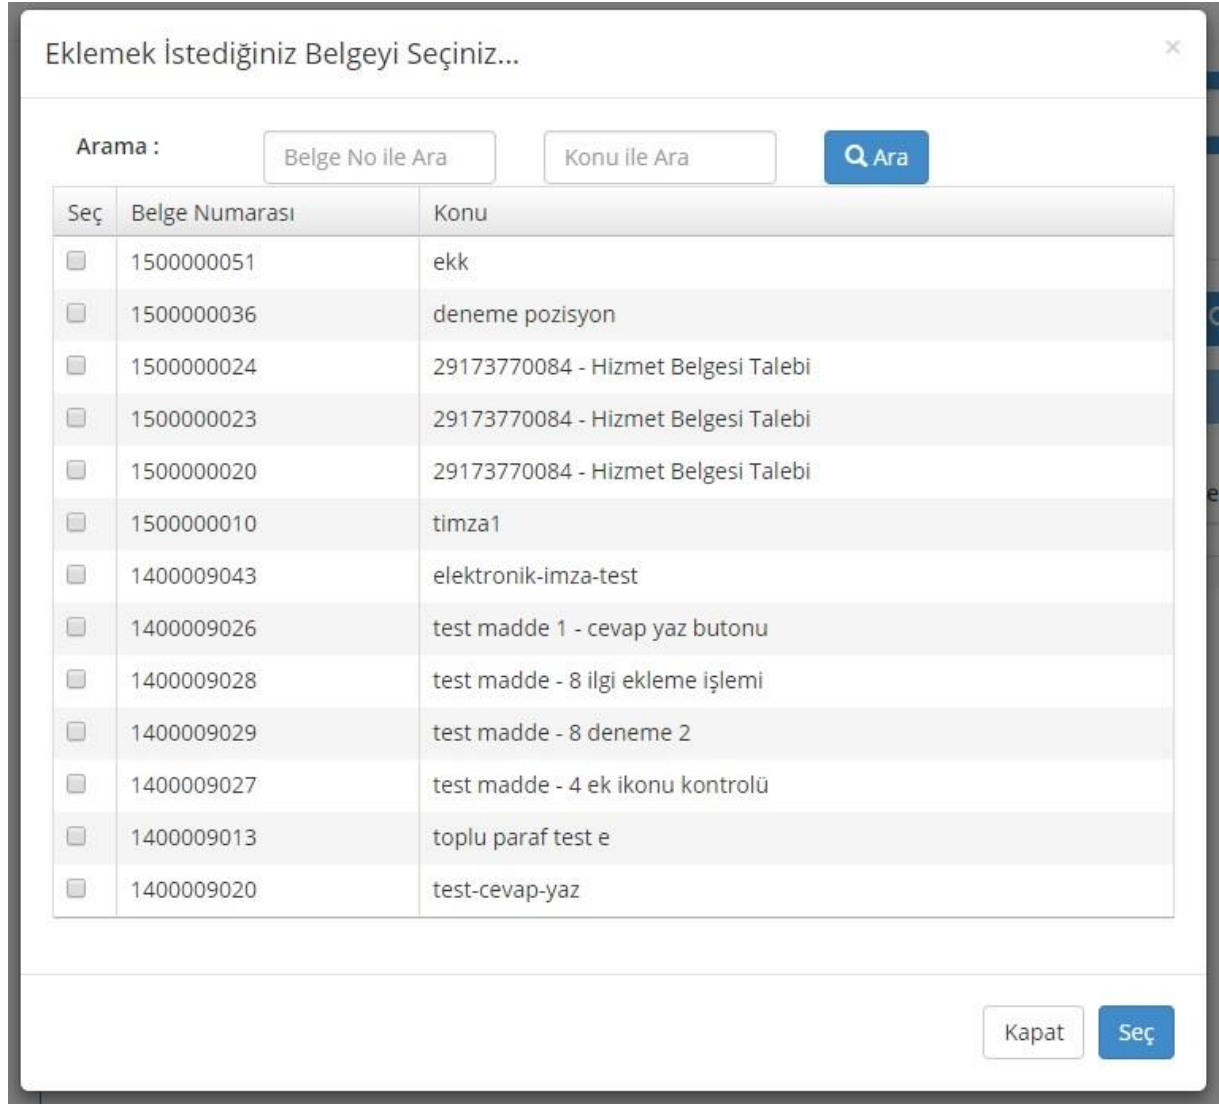 Eklemek İstediğiniz Belgeyi Seçiniz... ×
Arama : Belge No ile Ara Konu ile Ara Ara
Seç Belge Numarası Konu
1500000051 ekk
1500000036 deneme pozisyon
1500000024 29173770084 - Hizmet Belgesi Talebi
1500000023 29173770084 - Hizmet Belgesi Talebi
1500000020 29173770084 - Hizmet Belgesi Talebi
1500000010 timza1
1400009043 elektronik-imza-test
1400009026 test madde 1 - cevap yaz butonu
1400009028 test madde - 8 ilgi ekleme işlemi
1400009029 test madde - 8 deneme 2
1400009027 test madde - 4 ek ikonu kontrolü
1400009013 toplu paraf test e
1400009020 test-cevap-yaz
Kapat Seç